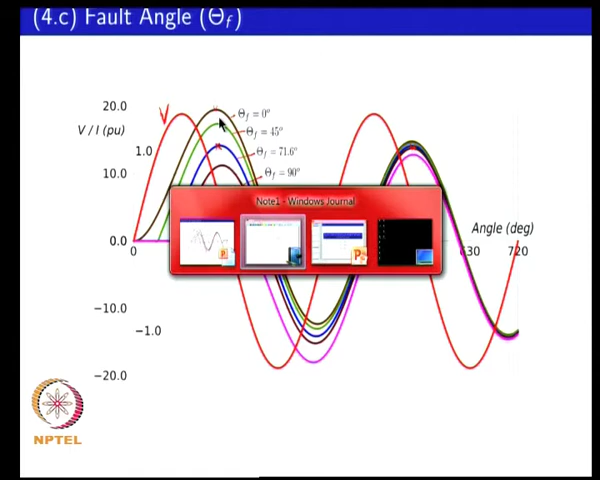 (4.c) Fault Angle (Θf)
20.0
V / I (pu)
Θf = 0°
Θf = 45°
1.0
Θf = 71.6°
10.0
Θf = 90°
Note1 - Windows Journal
Angle (deg)
0.0
0
630
720
−10.0
−1.0
−20.0
V
NPTEL